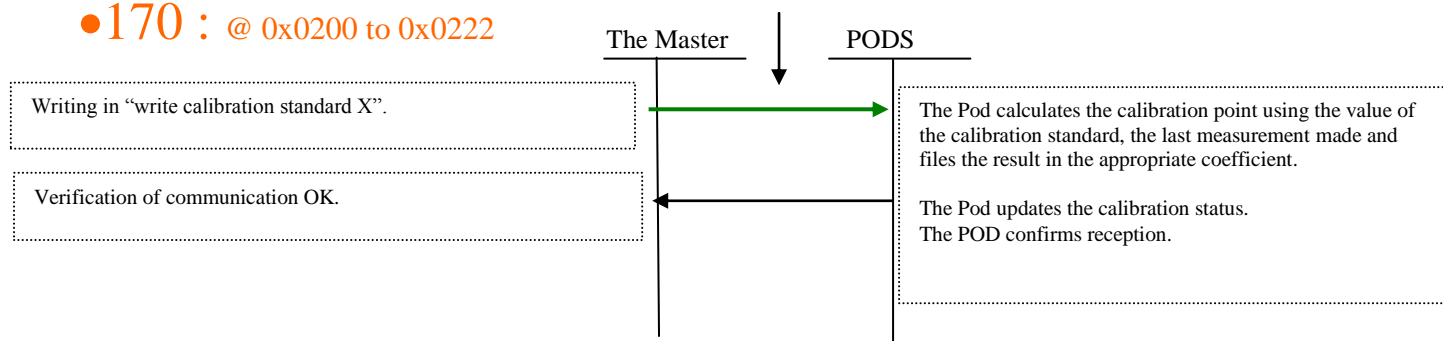 •170 : @ 0x0200 to 0x0222
The Master
PODS
Writing in “write calibration standard X”.
The Pod calculates the calibration point using the value of
the calibration standard, the last measurement made and
files the result in the appropriate coefficient.
Verification of communication OK.
The Pod updates the calibration status.
The POD confirms reception.